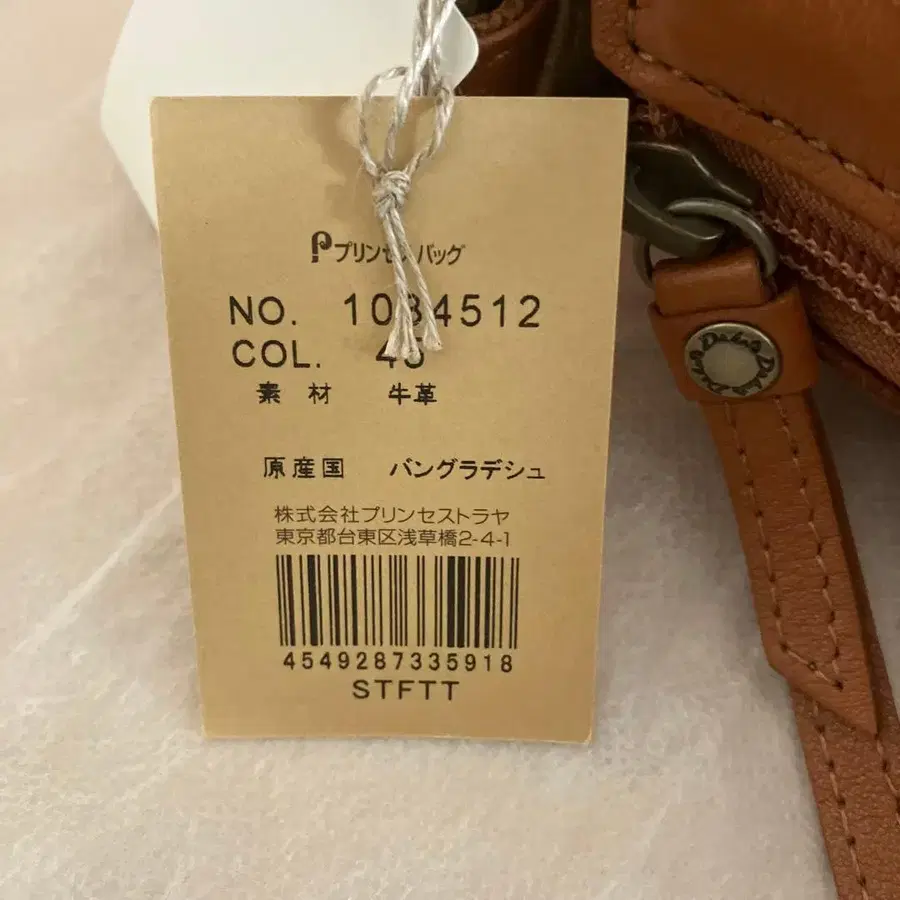 プリンセスバッグ
NO. 1034512
COL.
素材 牛革
原産国 バングラデシュ
株式会社プリンセストラヤ
東京都台東区浅草橋2-4-1
4549287335918
STFTT